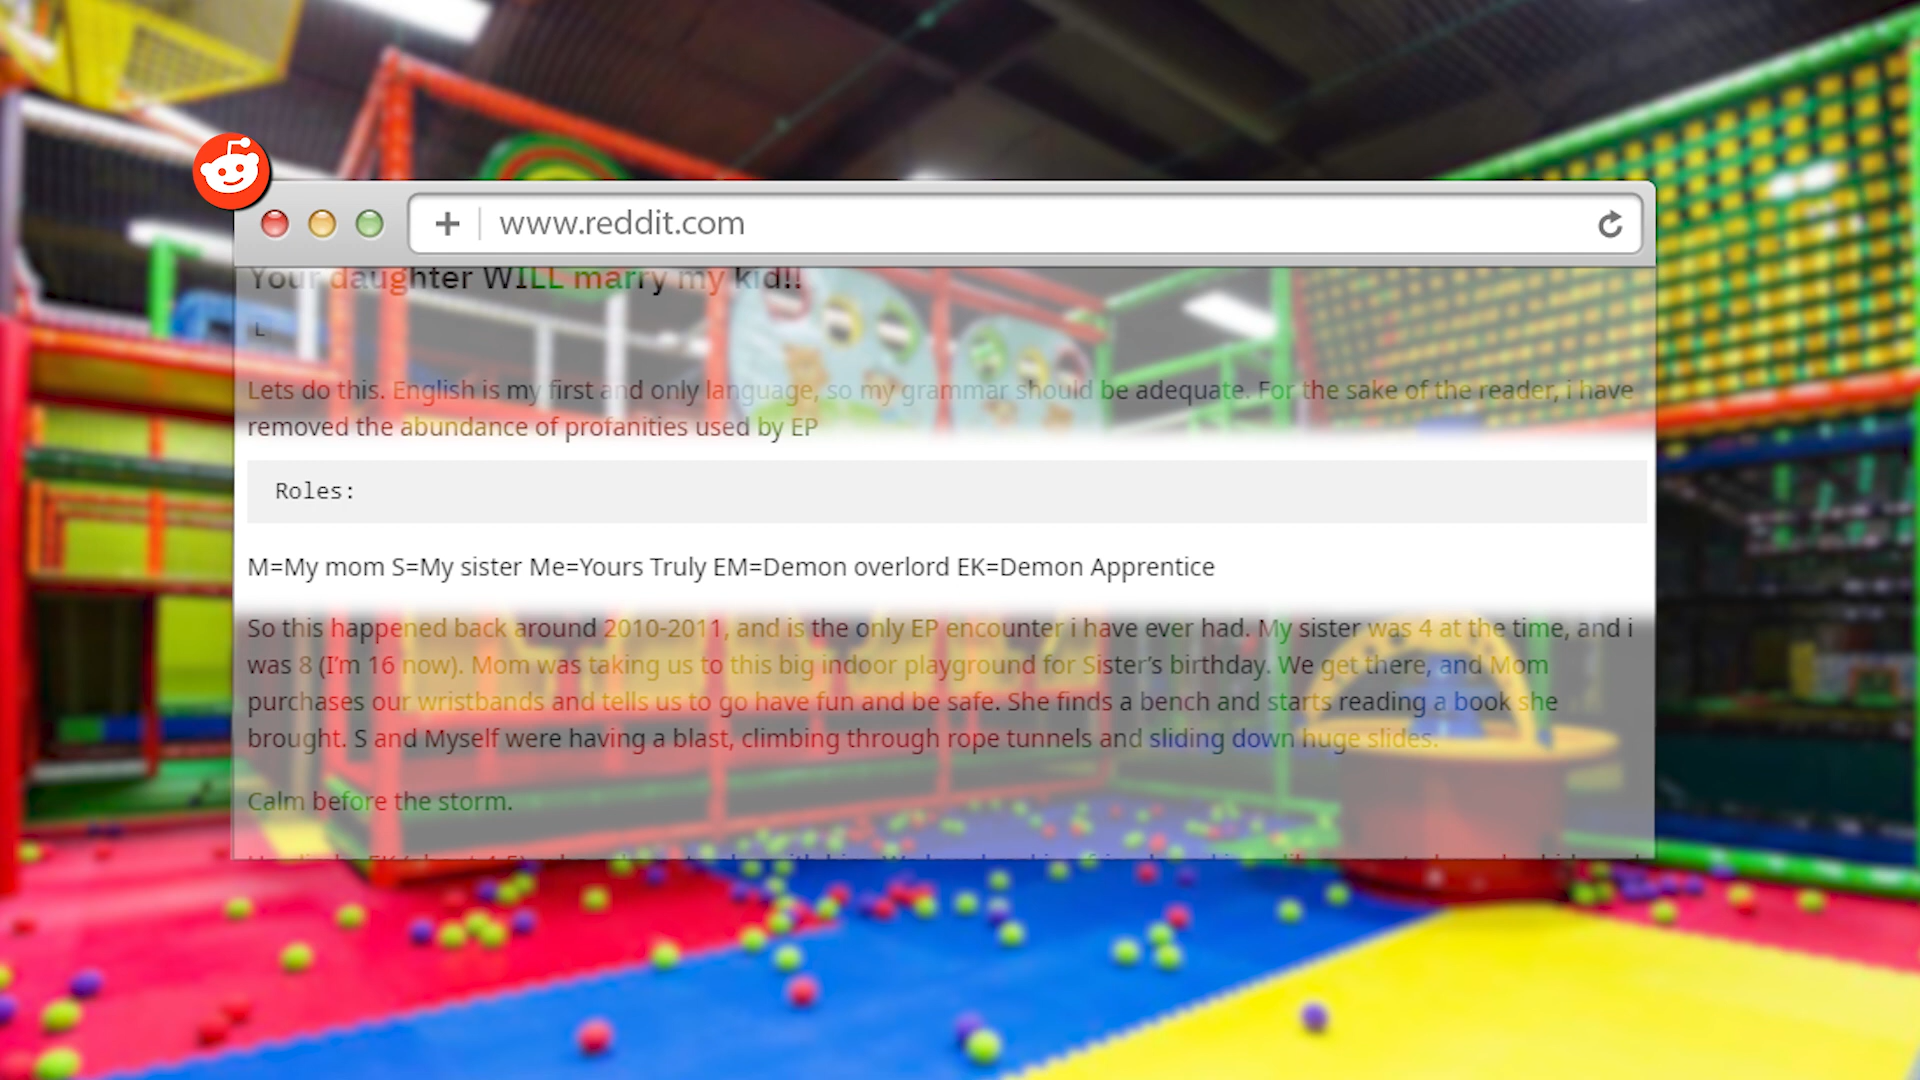 www.reddit.com
Your daughter WILL marry my kid!!
L
Lets do this. English is my first and only language, so my grammar should be adequate. For the sake of the reader, i have
removed the abundance of profanities used by EP
Roles:
M=My mom S=My sister Me=Yours Truly EM=Demon overlord EK=Demon Apprentice
So this happened back around 2010-2011, and is the only EP encounter i have ever had. My sister was 4 at the time, and i
was 8 (I’m 16 now). Mom was taking us to this big indoor playground for Sister’s birthday. We get there, and Mom
purchases our wristbands and tells us to go have fun and be safe. She finds a bench and starts reading a book she
brought. S and Myself were having a blast, climbing through rope tunnels and sliding down huge slides.
Calm before the storm.